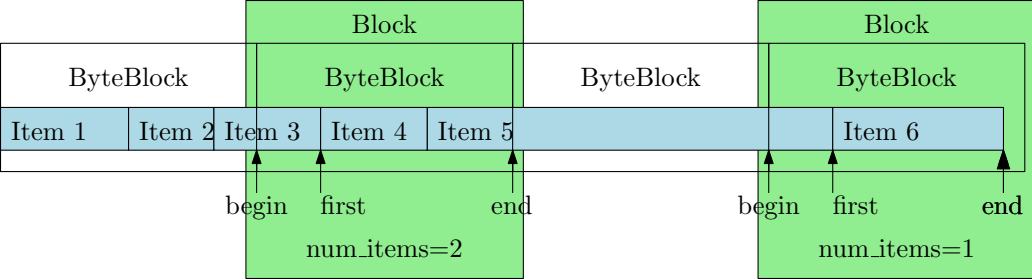 Block Block
ByteBlock ByteBlock ByteBlock ByteBlock
Item 1 Item 2 Item 3 Item 4 Item 5 Item 6
begin first end begin first end
num_items=2 num_items=1